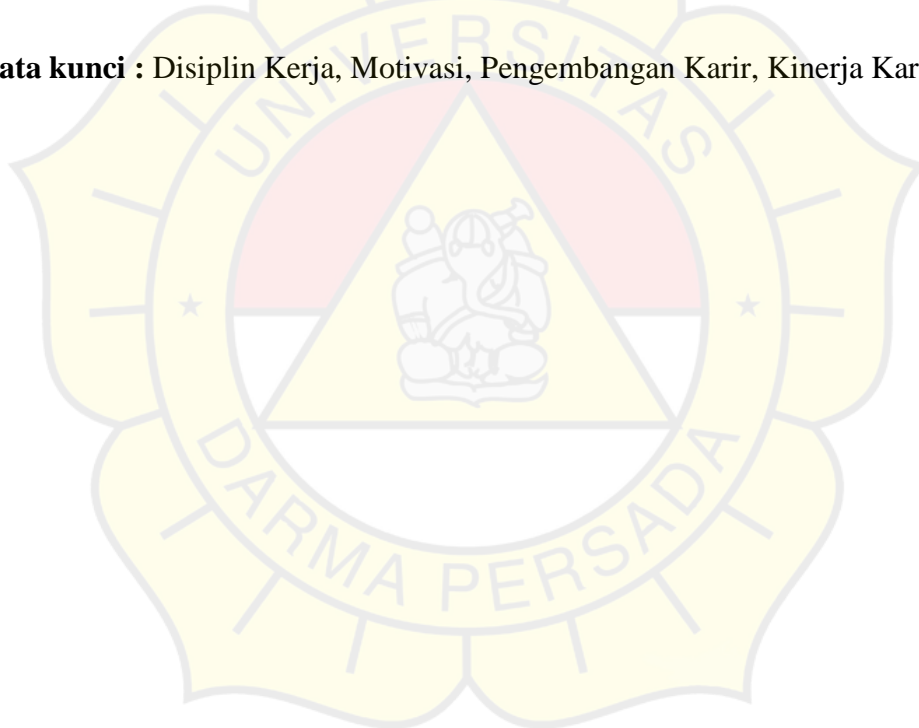 ata kunci : Disiplin Kerja, Motivasi, Pengembangan Karir, Kinerja Kar
UNIVERSITAS
DARMA PERSADA